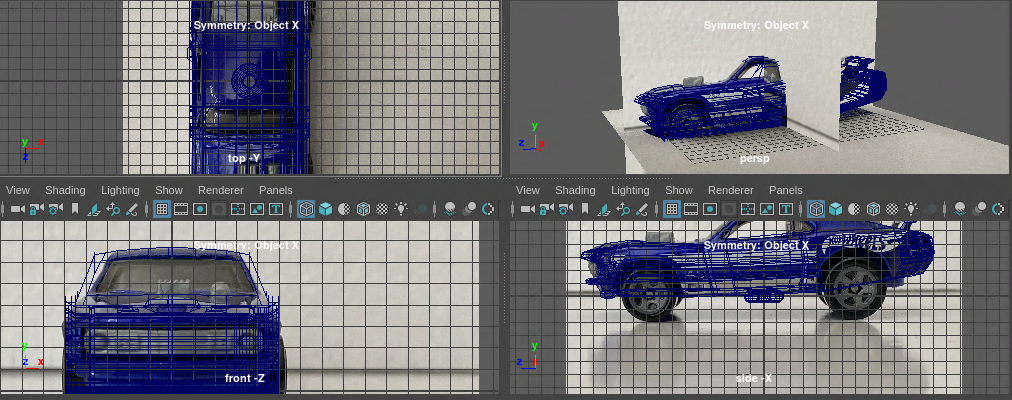 Symmetry: Object X
y x
z
top -Y
Symmetry: Object X
y
z x
persp
View Shading Lighting Show Renderer Panels
View Shading Lighting Show Renderer Panels
Symmetry: Object X
y
z x
front -Z
Symmetry: Object X
y
z
side -X